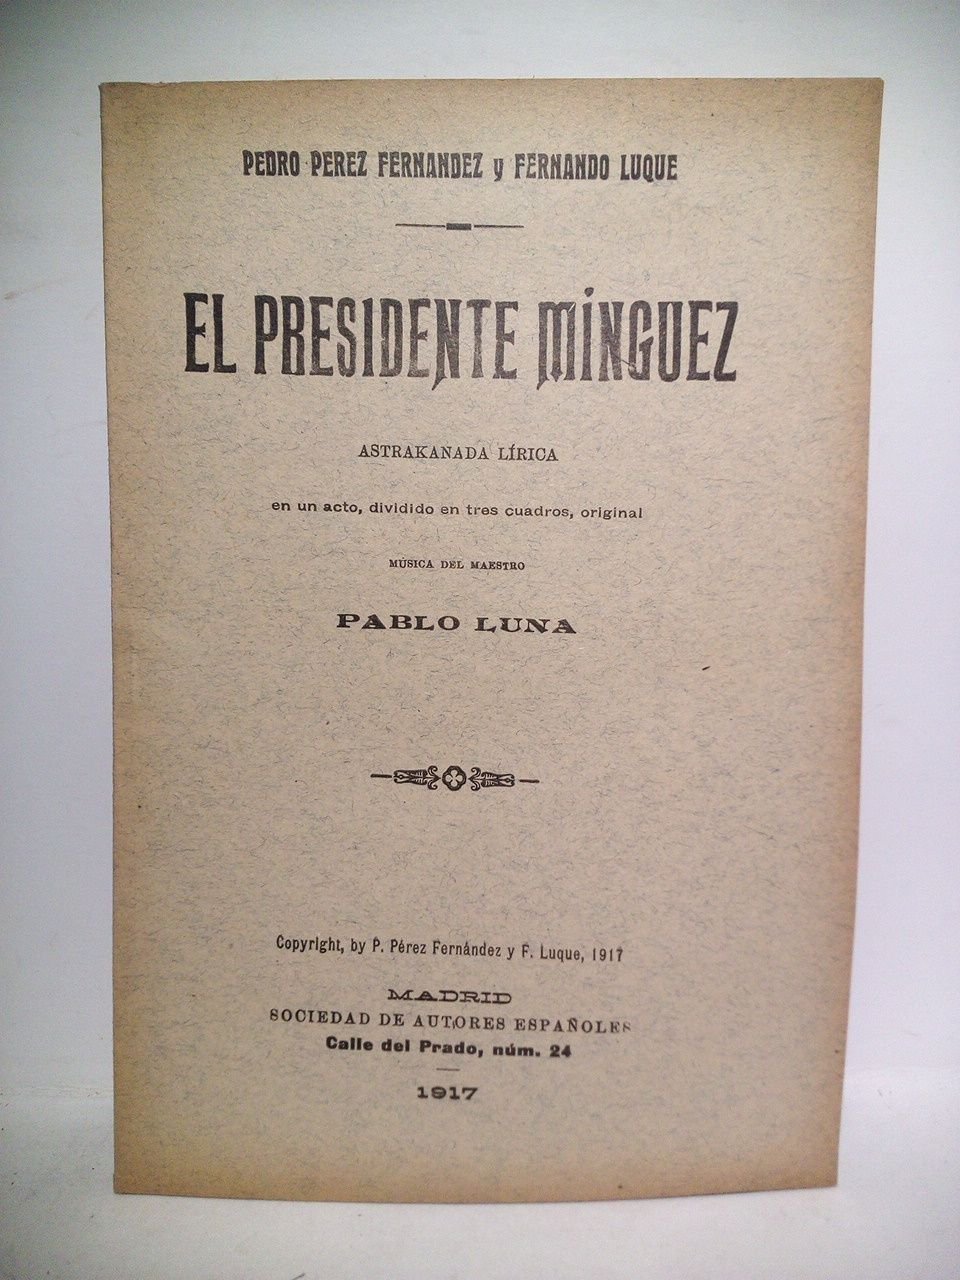 PEDRO PEREZ FERNANDEZ y FERNANDO LUQUE
EL PRESIDENTE MÍNGUEZ
ASTRAKANADA LÍRICA
en un acto, dividido en tres cuadros, original
MÚSICA DEL MAESTRO
PABLO LUNA
Copyright, by P. Pérez Fernández y F. Luque, 1917
MADRID
SOCIEDAD DE AUTORES ESPAÑOLES
Calle del Prado, núm. 24
1917